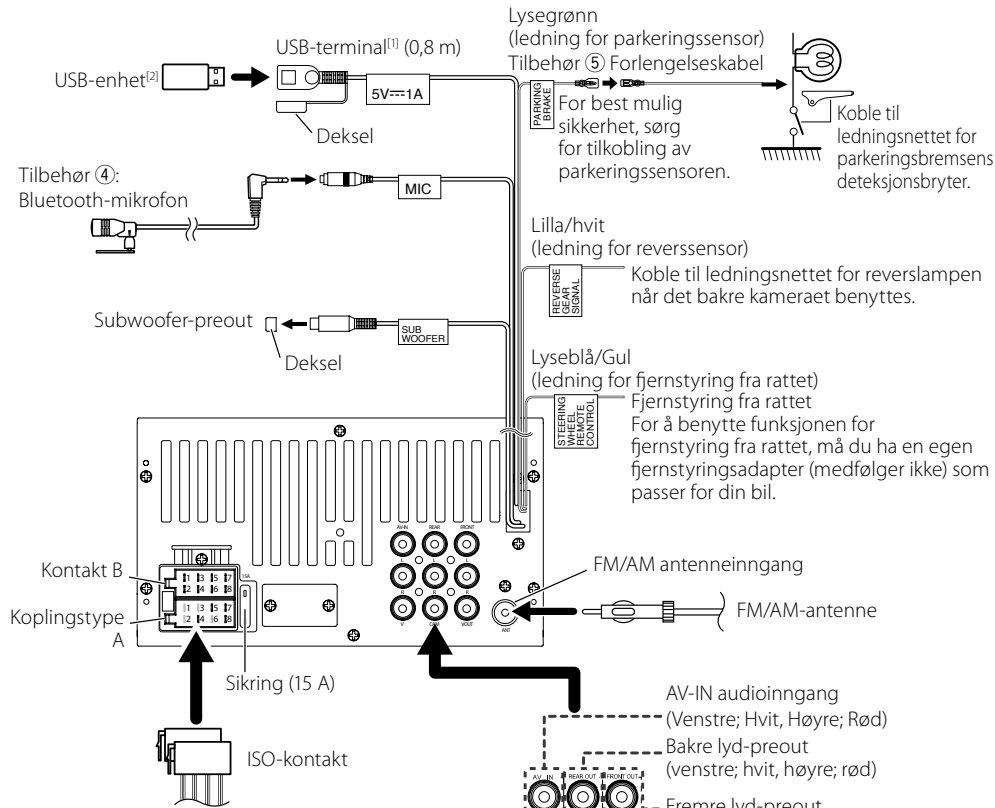 Lysegrønn
(ledning for parkeringssensor)
USB-terminal[1] (0,8 m)
Tilbehør ⑤ Forlengelseskabel
USB-enhet[2]
5V⎓1A
PARKING
BRAKE
For best mulig
sikkerhet, sørg
for tilkobling av
parkeringssensoren.
Koble til
ledningsnettet for
parkeringsbremsens
deteksjonsbryter.
Deksel
Tilbehør ④:
Bluetooth-mikrofon
MIC
Lilla/hvit
(ledning for reverssensor)
REVERSE
GEAR
SIGNAL
Koble til ledningsnettet for reverslampen
når det bakre kameraet benyttes.
Subwoofer-preout
SUB
WOOFER
Deksel
Lyseblå/Gul
(ledning for fjernstyring fra rattet)
STEERING
WHEEL
REMOTE
CONTROL
Fjernstyring fra rattet
For å benytte funksjonen for
fjernstyring fra rattet, må du ha en egen
fjernstyringsadapter (medfølger ikke) som
passer for din bil.
AV-IN REAR FRONT
L L L
R R R
V CAM VOUT
ANT
Kontakt B
1 3 5 7
2 4 6 8
15A
Koplingstype
A
1 3 5 7
2 4 6 8
Sikring (15 A)
FM/AM antenneinngang
FM/AM-antenne
ISO-kontakt
AV-IN audioinngang
(Venstre; Hvit, Høyre; Rød)
Bakre lyd-preout
(venstre; hvit, høyre; rød)
AV IN REAR OUT FRONT OUT
Fremre lyd-preout